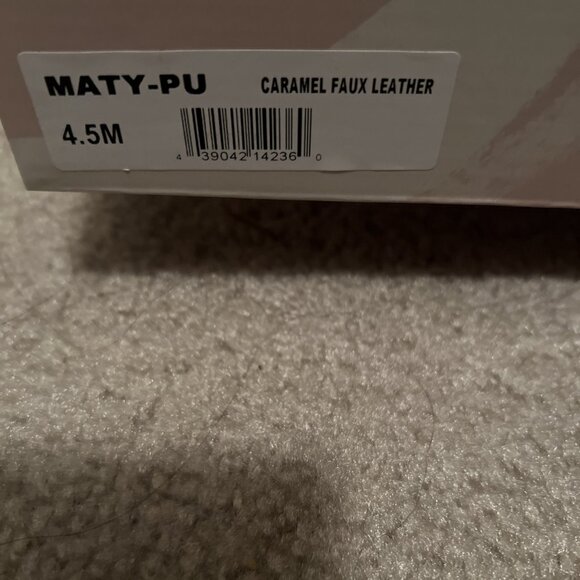 MATY-PU CARAMEL FAUX LEATHER
4.5M
4 39042 14236 0